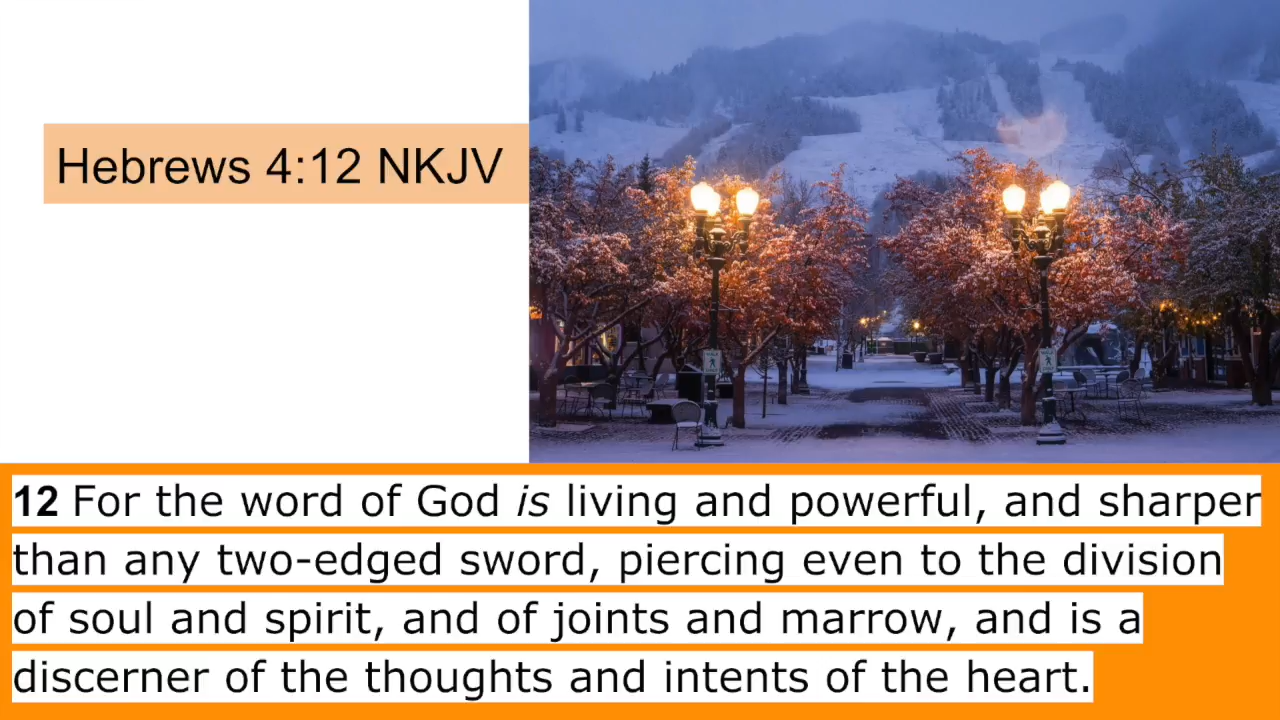 Hebrews 4:12 NKJV
12 For the word of God is living and powerful, and sharper
than any two-edged sword, piercing even to the division
of soul and spirit, and of joints and marrow, and is a
discerner of the thoughts and intents of the heart.